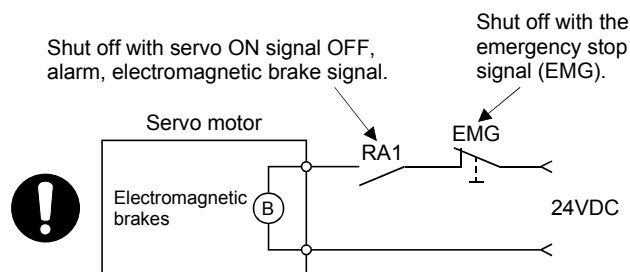 Shut off with the
emergency stop
signal (EMG).
Shut off with servo ON signal OFF,
alarm, electromagnetic brake signal.
Servo motor
RA1
EMG
Electromagnetic
brakes
B
24VDC